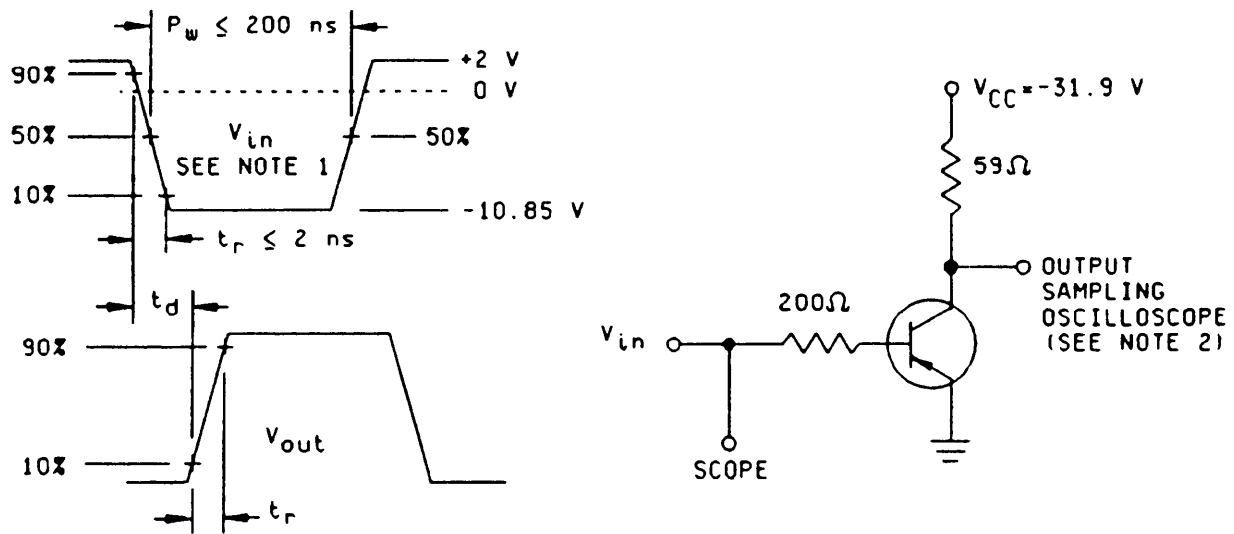 P_w ≤ 200 ns
90%
+2 V
0 V
50%
V_in
SEE NOTE 1
50%
10%
-10.85 V
t_r ≤ 2 ns
t_d
90%
V_out
10%
t_r
V_CC=-31.9 V
59Ω
OUTPUT
SAMPLING
OSCILLOSCOPE
(SEE NOTE 2)
200Ω
V_in
SCOPE